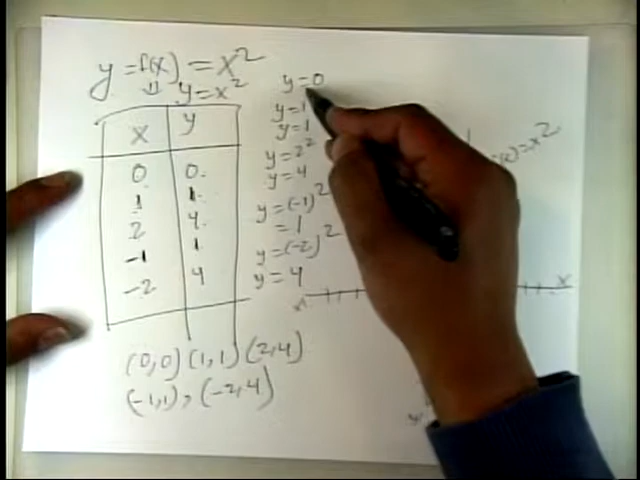 y = f(x) = x²
y = x²
x y
0 0
1 1
2 4
-1 1
-2 4
(0,0) (1,1) (2,4)
(-1,1), (-2,4)
y = 0
y = 1
y = 1
y = 2²
y = 4
y = (-1)²
= 1
y = (-2)²
y = 4
(x) = x²
x' x
y'